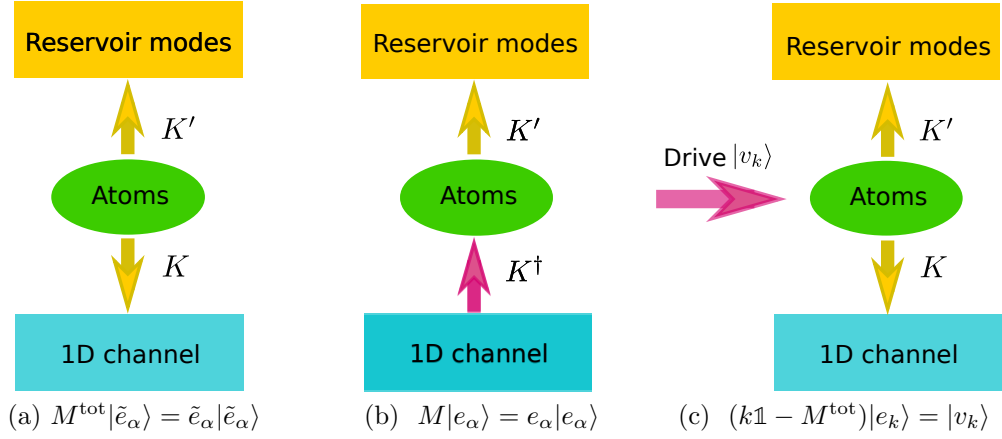 Reservoir modes
K′
Atoms
K
1D channel
(a) M^tot|ẽ_α⟩ = ẽ_α|ẽ_α⟩
Reservoir modes
K′
Atoms
K†
1D channel
(b) M|e_α⟩ = e_α|e_α⟩
Reservoir modes
K′
Drive |v_k⟩
Atoms
K
1D channel
(c) (k𝟙 − M^tot)|e_k⟩ = |v_k⟩